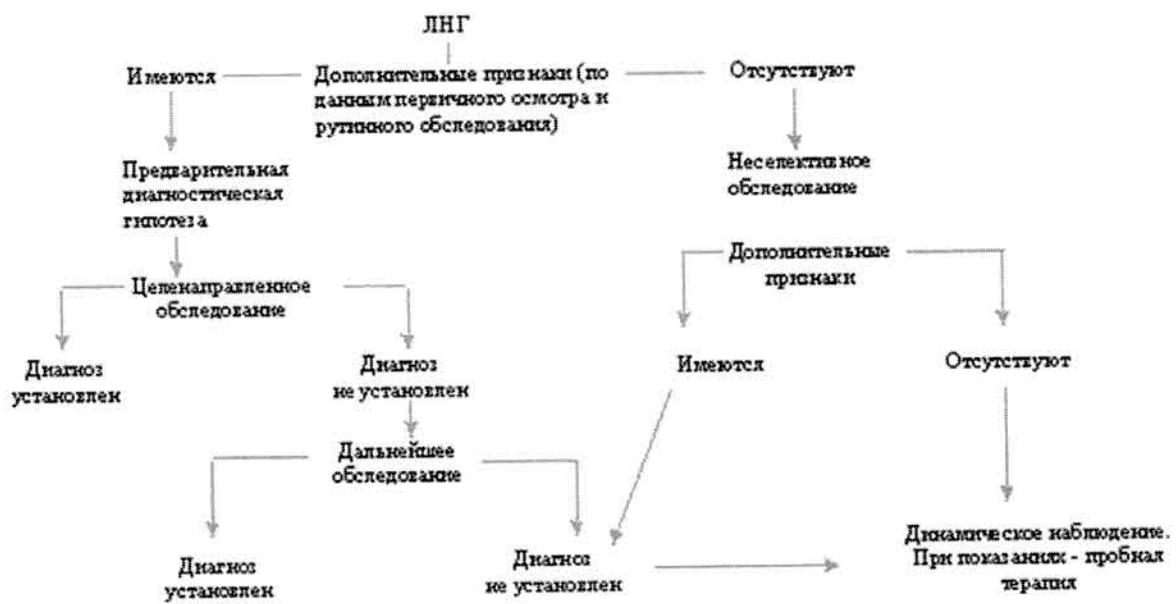 ЛНГ
Имеются
Дополнительные признаки (по
данным первичного осмотра и
рутинного обследования)
Отсутствуют
Предварительная
диагностическая
гипотеза
Неселективное
обследование
Целенаправленное
обследование
Дополнительные
признаки
Диагноз
установлен
Диагноз
не установлен
Имеются
Отсутствуют
Дальнейшее
обследование
Диагноз
установлен
Диагноз
не установлен
Динамическое наблюдение.
При показаниях - пробная
терапия